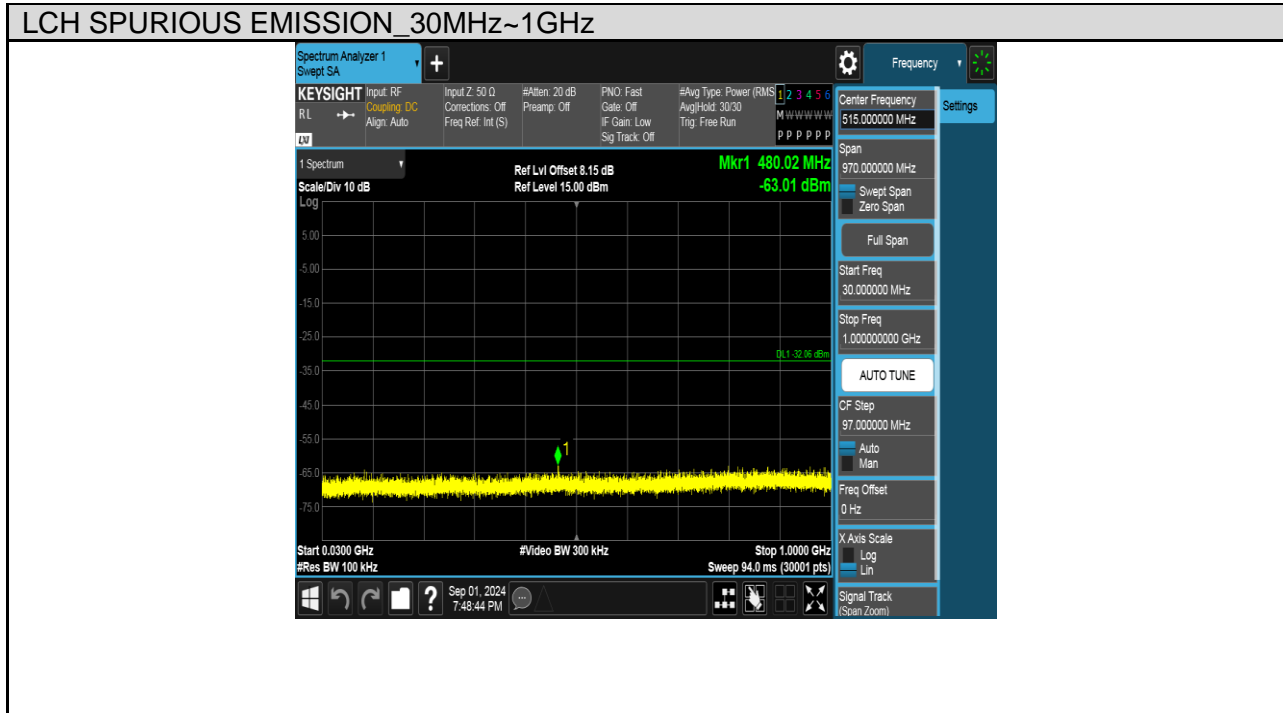 LCH SPURIOUS EMISSION_30MHz~1GHz
Spectrum Analyzer 1
Swept SA
+
Frequency
KEYSIGHT
RL
LXI
Input: RF
Coupling: DC
Align: Auto
Input Z: 50 Ω
Corrections: Off
Freq Ref: Int (S)
#Atten: 20 dB
Preamp: Off
PNO: Fast
Gate: Off
IF Gain: Low
Sig Track: Off
#Avg Type: Power (RMS
Avg|Hold: 30/30
Trig: Free Run
1 2 3 4 5 6
M W W W W W
P P P P P P
1 Spectrum
Scale/Div 10 dB
Log
Ref Lvl Offset 8.15 dB
Ref Level 15.00 dBm
Mkr1 480.02 MHz
-63.01 dBm
5.00
-5.00
-15.0
-25.0
DL1 -32.06 dBm
-35.0
-45.0
-55.0
1
-65.0
-75.0
Start 0.0300 GHz
#Res BW 100 kHz
#Video BW 300 kHz
Stop 1.0000 GHz
Sweep 94.0 ms (30001 pts)
?
Sep 01, 2024
7:48:44 PM
Center Frequency
515.000000 MHz
Settings
Span
970.000000 MHz
Swept Span
Zero Span
Full Span
Start Freq
30.000000 MHz
Stop Freq
1.000000000 GHz
AUTO TUNE
CF Step
97.000000 MHz
Auto
Man
Freq Offset
0 Hz
X Axis Scale
Log
Lin
Signal Track
(Span Zoom)